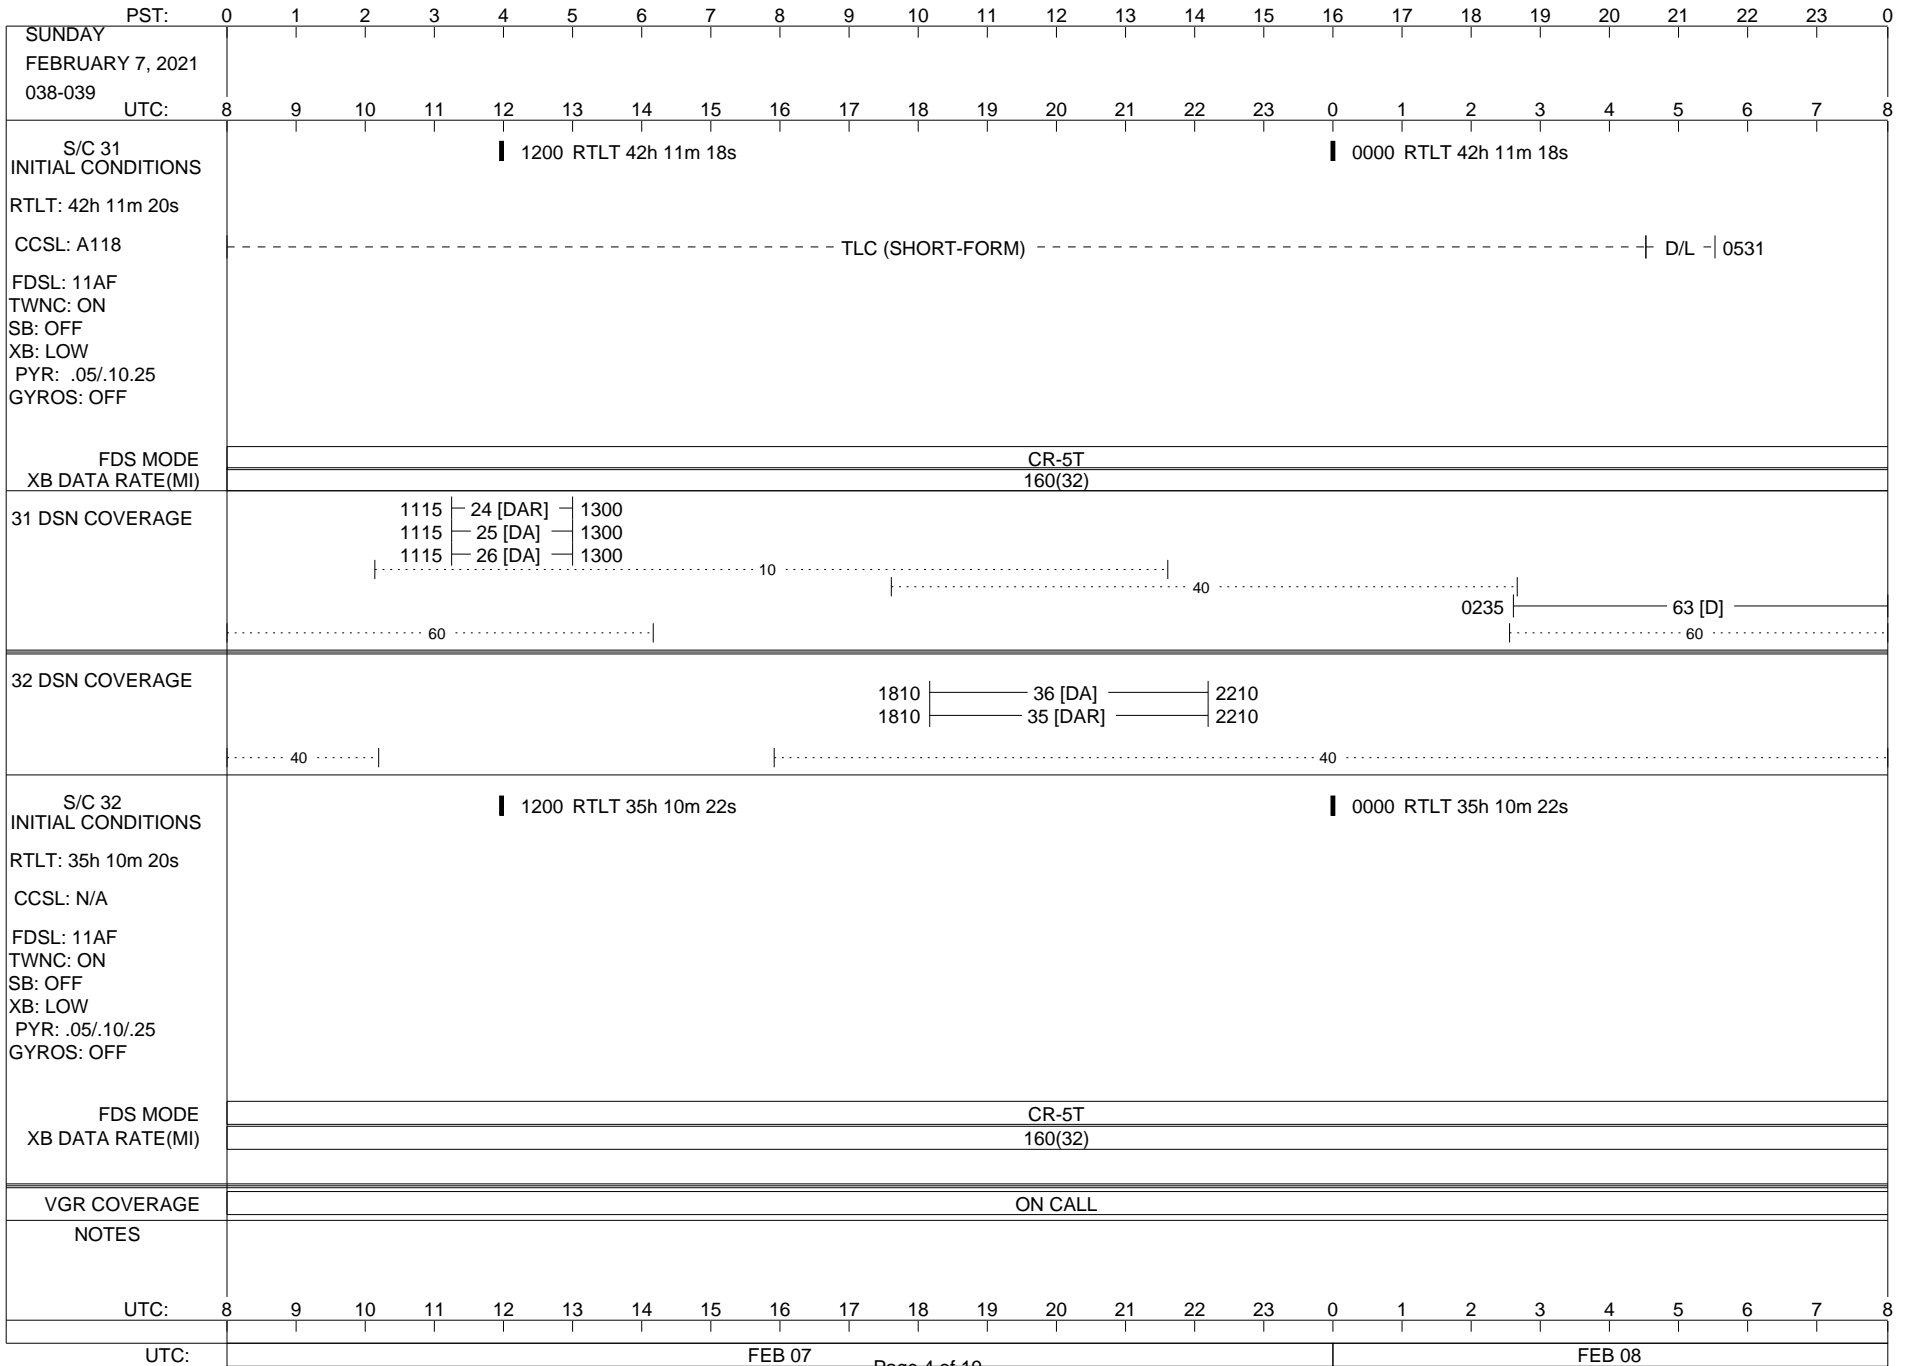 PST: 0 1 2 3 4 5 6 7 8 9 10 11 12 13 14 15 16 17 18 19 20 21 22 23 0
SUNDAY
FEBRUARY 7, 2021
038-039
UTC: 8 9 10 11 12 13 14 15 16 17 18 19 20 21 22 23 0 1 2 3 4 5 6 7 8
S/C 31
INITIAL CONDITIONS
1200 RTLT 42h 11m 18s 0000 RTLT 42h 11m 18s
RTLT: 42h 11m 20s
CCSL: A118 TLC (SHORT-FORM) D/L 0531
FDSL: 11AF
TWNC: ON
SB: OFF
XB: LOW
PYR: .05/.10.25
GYROS: OFF
FDS MODE CR-5T
XB DATA RATE(MI) 160(32)
31 DSN COVERAGE
1115 24 [DAR] 1300
1115 25 [DA] 1300
1115 26 [DA] 1300
10
40
0235 63 [D]
60 60
32 DSN COVERAGE
1810 36 [DA] 2210
1810 35 [DAR] 2210
40 40
S/C 32
INITIAL CONDITIONS
1200 RTLT 35h 10m 22s 0000 RTLT 35h 10m 22s
RTLT: 35h 10m 20s
CCSL: N/A
FDSL: 11AF
TWNC: ON
SB: OFF
XB: LOW
PYR: .05/.10/.25
GYROS: OFF
FDS MODE CR-5T
XB DATA RATE(MI) 160(32)
VGR COVERAGE ON CALL
NOTES
UTC: 8 9 10 11 12 13 14 15 16 17 18 19 20 21 22 23 0 1 2 3 4 5 6 7 8
UTC: FEB 07 FEB 08
Page 4 of 19